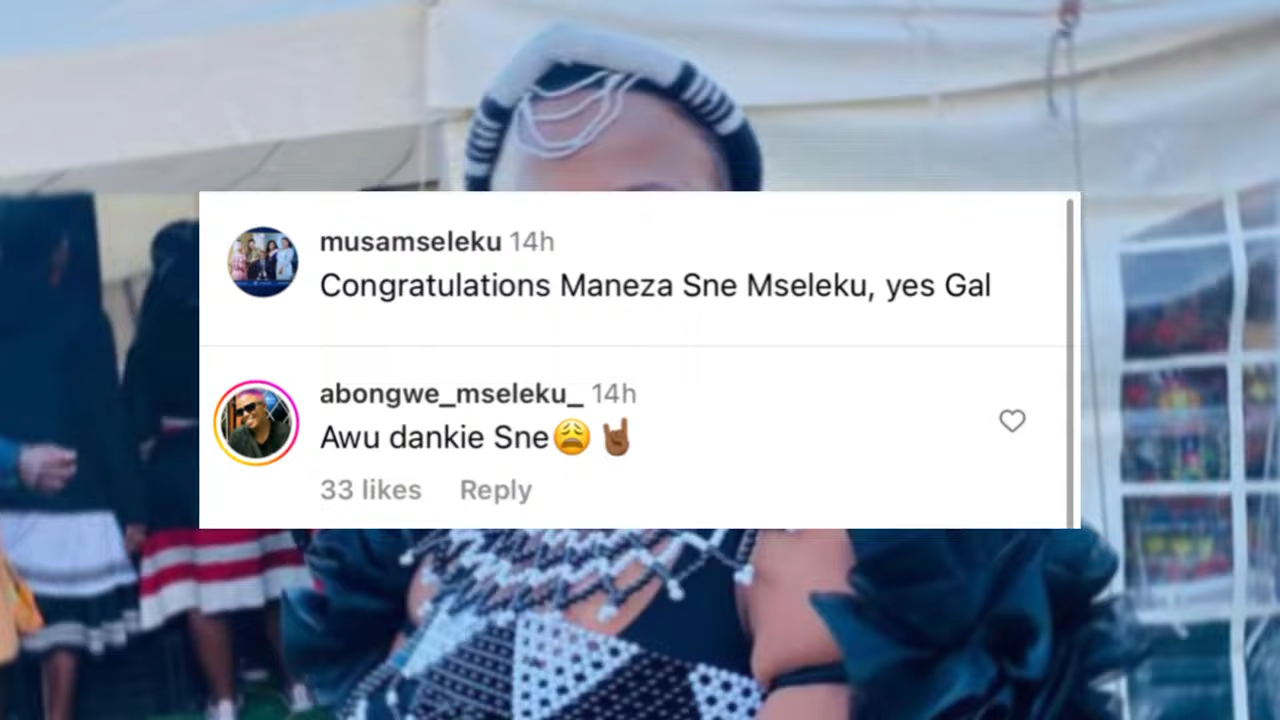 musamseleku 14h
Congratulations Maneza Sne Mseleku, yes Gal
abongwe_mseleku_ 14h
Awu dankie Sne😩🤘🏾
33 likes Reply